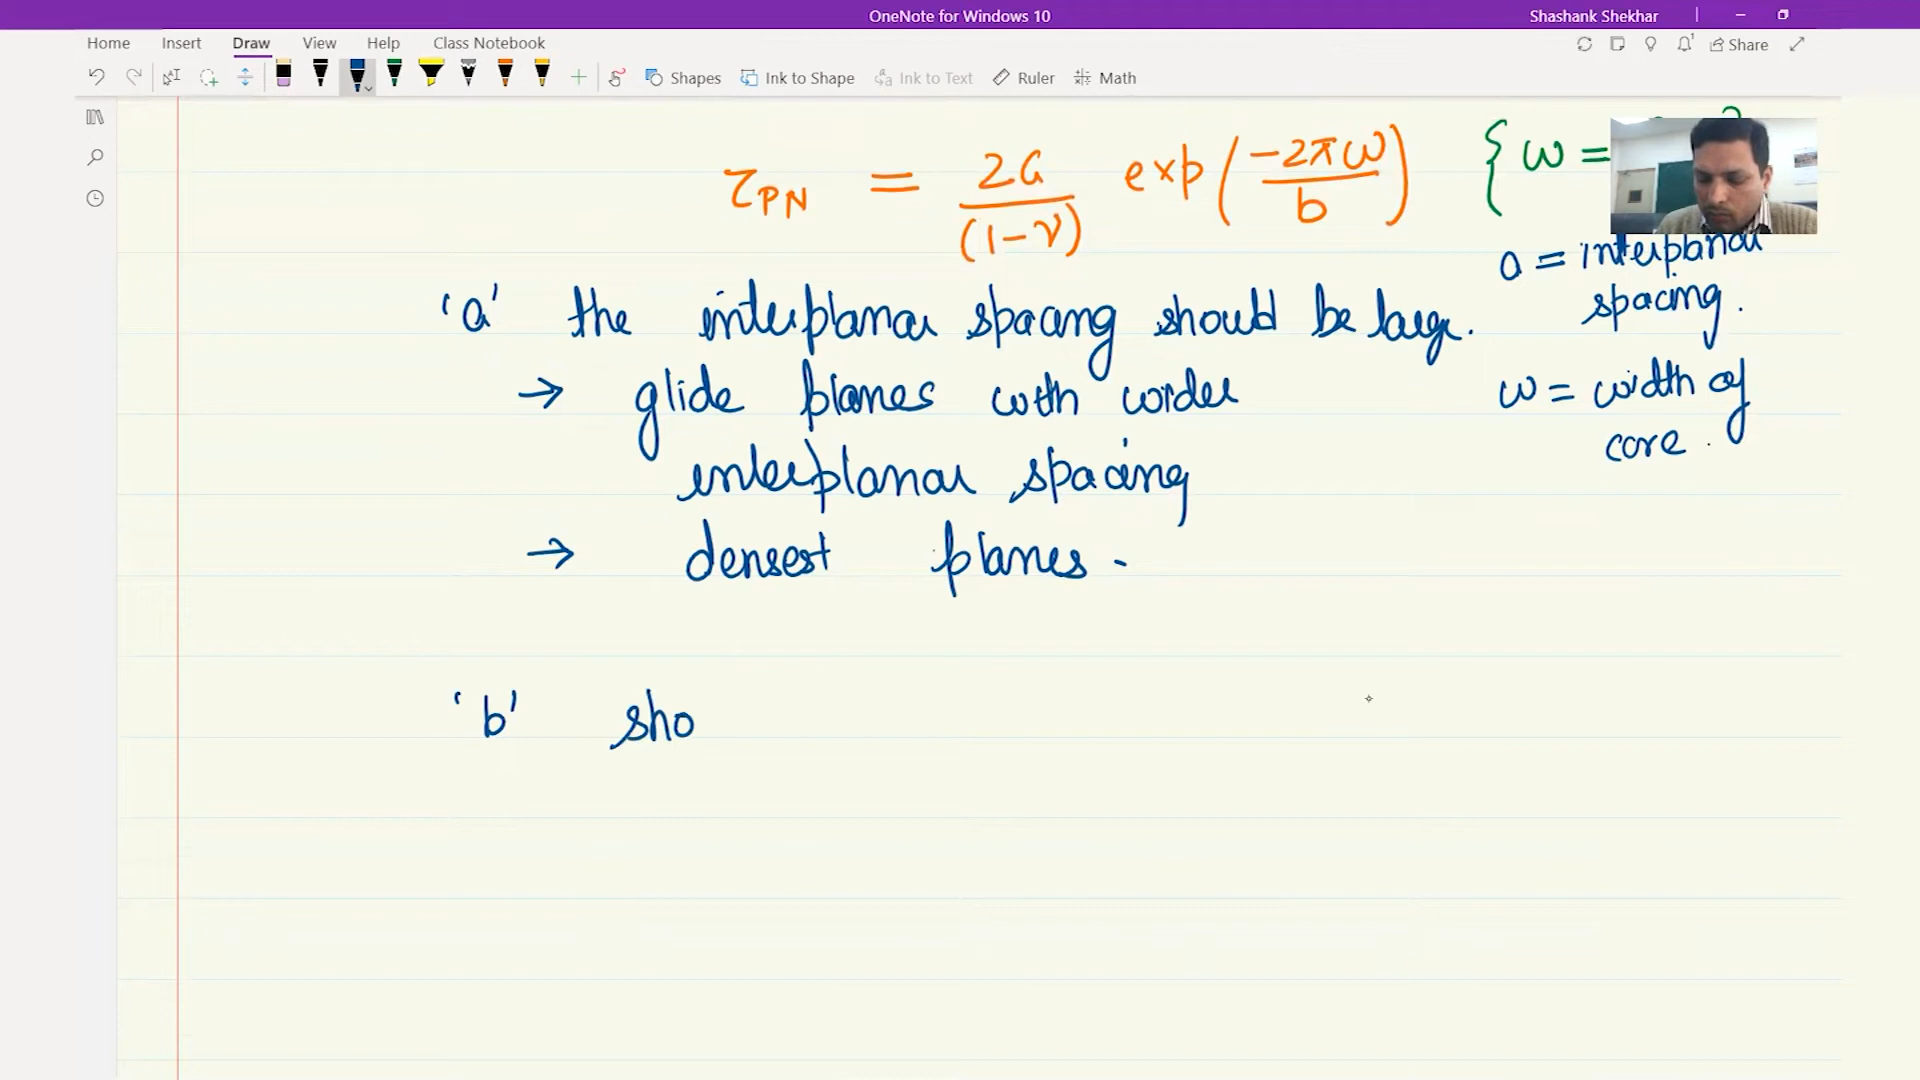 OneNote for Windows 10
Shashank Shekhar
Home Insert Draw View Help Class Notebook
Share
Shapes Ink to Shape Ink to Text Ruler Math
τPN = 2G/(1-ν) exp(-2πω/b) {ω =
a = interplanar
spacing.
'a' the interplanar spacing should be large.
→ glide planes with wider
interplanar spacing
ω = width of
core.
→ densest planes.
'b' sho